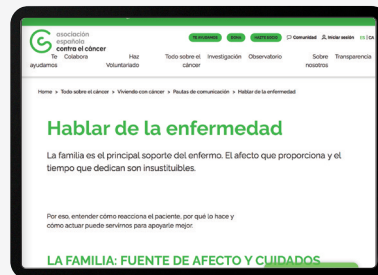 asociación
española
contra el cáncer
TE AYUDAMOS
DONA
HAZTE SOCIO
Comunidad
Iniciar sesión
ES | CA
Te ayudamos
Colabora
Haz Voluntariado
Todo sobre el cáncer
Investigación
Observatorio
Sobre nosotros
Transparencia
Home > Todo sobre el cáncer > Viviendo con cáncer > Pautas de comunicación > Hablar de la enfermedad
Hablar de la enfermedad
La familia es el principal soporte del enfermo. El afecto que proporciona y el
tiempo que dedican son insustituibles.
Por eso, entender cómo reacciona el paciente, por qué lo hace y
cómo actuar puede servirnos para apoyarle mejor.
LA FAMILIA: FUENTE DE AFECTO Y CUIDADOS